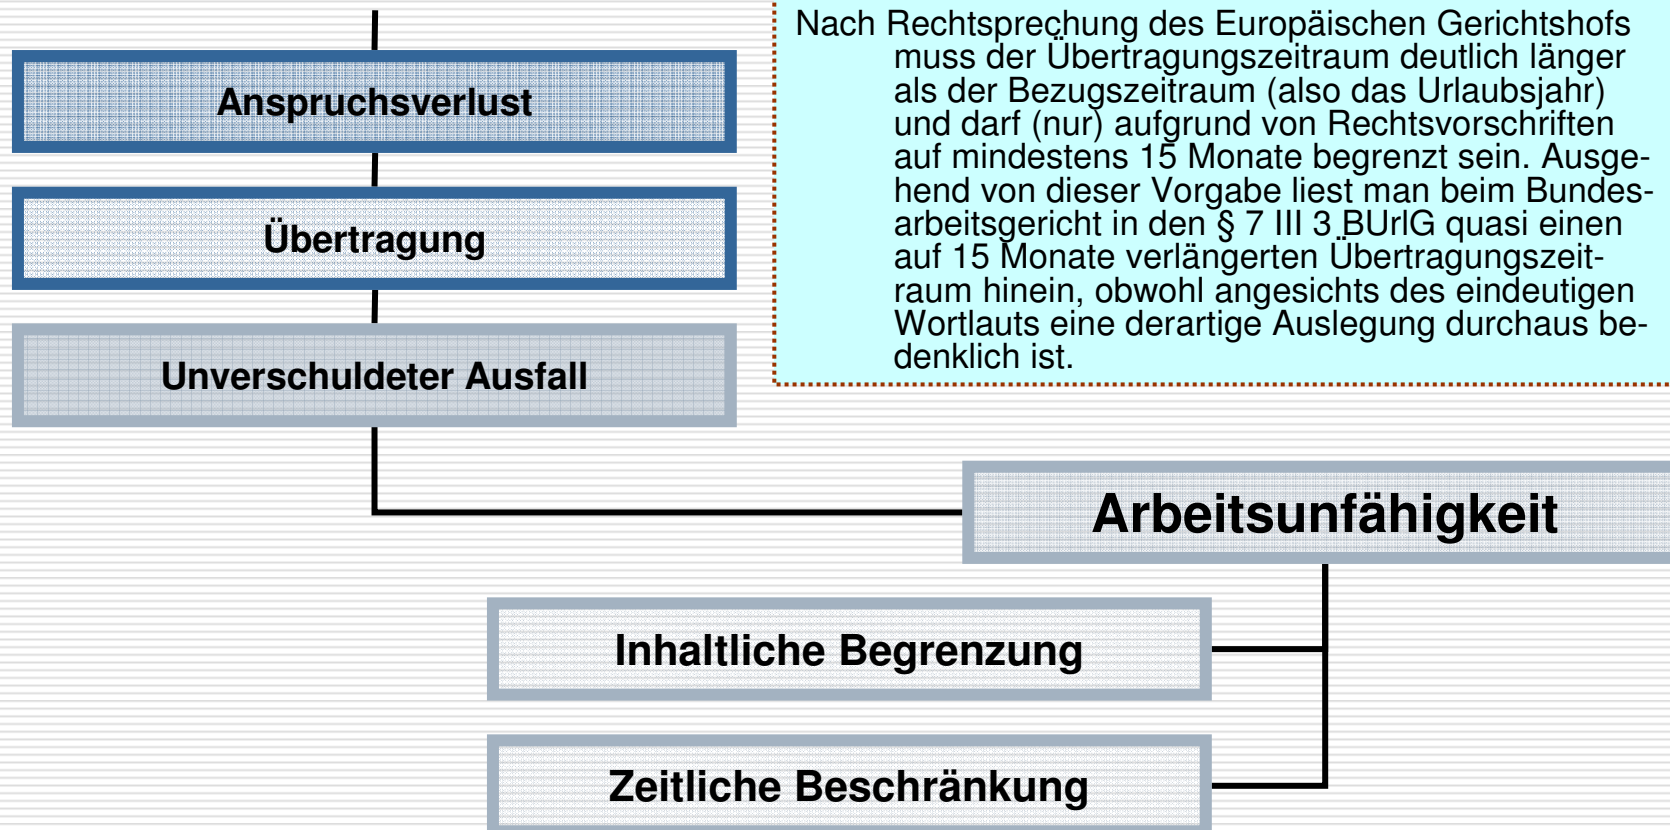 Nach Rechtsprechung des Europäischen Gerichtshofs
muss der Übertragungszeitraum deutlich länger
als der Bezugszeitraum (also das Urlaubsjahr)
und darf (nur) aufgrund von Rechtsvorschriften
auf mindestens 15 Monate begrenzt sein. Ausge-
hend von dieser Vorgabe liest man beim Bundes-
arbeitsgericht in den § 7 III 3 BUrlG quasi einen
auf 15 Monate verlängerten Übertragungszeit-
raum hinein, obwohl angesichts des eindeutigen
Wortlauts eine derartige Auslegung durchaus be-
denklich ist.
Anspruchsverlust
Übertragung
Unverschuldeter Ausfall
Arbeitsunfähigkeit
Inhaltliche Begrenzung
Zeitliche Beschränkung